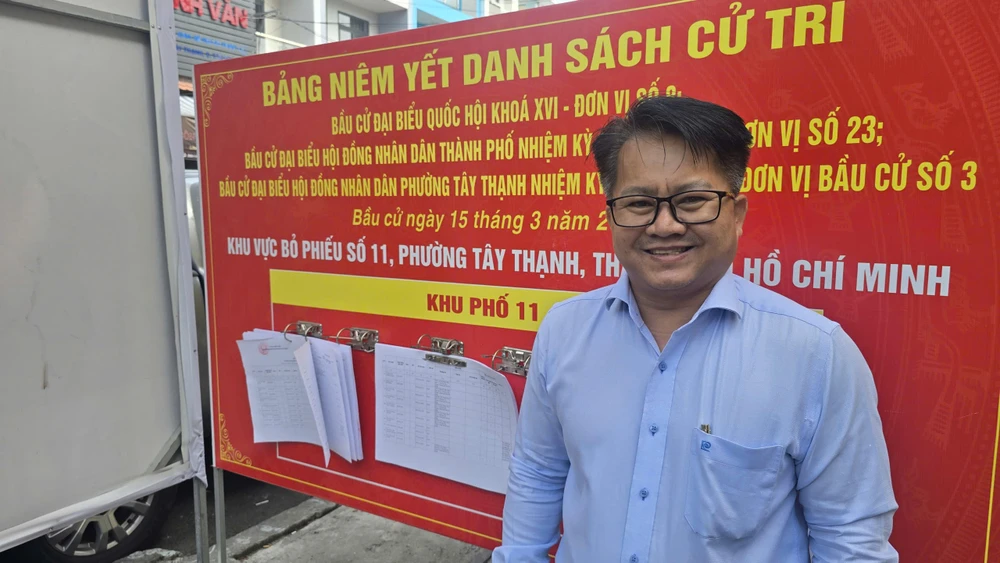 NH VÂN
BẢNG NIÊM YẾT DANH SÁCH CỬ TRI
BẦU CỬ ĐẠI BIỂU QUỐC HỘI KHOÁ XVI - ĐƠN VỊ SỐ 9;
BẦU CỬ ĐẠI BIỂU HỘI ĐỒNG NHÂN DÂN THÀNH PHỐ NHIỆM KỲ ĐƠN VỊ SỐ 23;
BẦU CỬ ĐẠI BIỂU HỘI ĐỒNG NHÂN DÂN PHƯỜNG TÂY THẠNH NHIỆM KỲ ĐƠN VỊ BẦU CỬ SỐ 3
Bầu cử ngày 15 tháng 3 năm 2
KHU VỰC BỎ PHIẾU SỐ 11, PHƯỜNG TÂY THẠNH, TH HỒ CHÍ MINH
KHU PHỐ 11